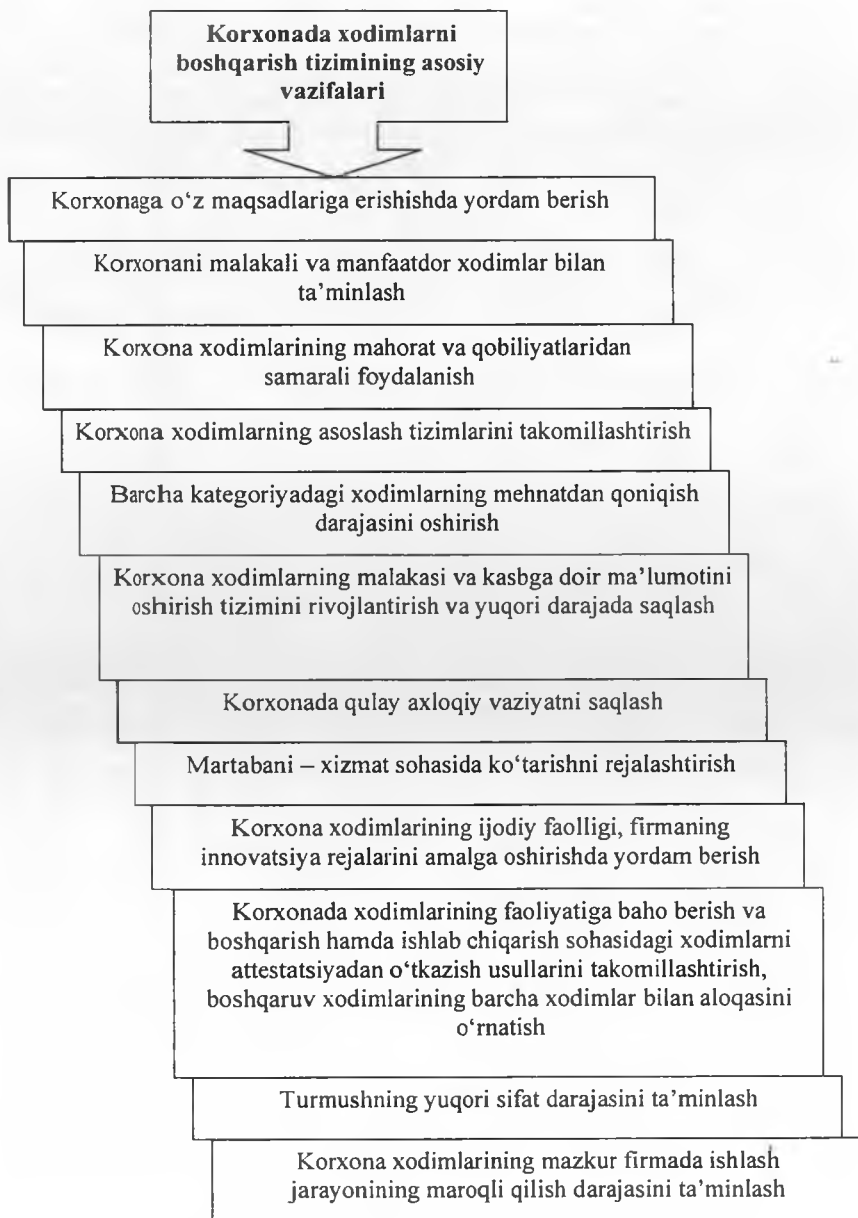 Korxonada xodimlarni
boshqarish tizimining asosiy
vazifalari
Korxonaga o‘z maqsadlariga erishishda yordam berish
Korxonani malakali va manfaatdor xodimlar bilan
ta’minlash
Korxona xodimlarining mahorat va qobiliyatlaridan
samarali foydalanish
Korxona xodimlarning asoslash tizimlarini takomillashtirish
Barcha kategoriyadagi xodimlarning mehnatdan qoniqish
darajasini oshirish
Korxona xodimlarning malakasi va kasbga doir ma’lumotini
oshirish tizimini rivojlantirish va yuqori darajada saqlash
Korxonada qulay axloqiy vaziyatni saqlash
Martabani – xizmat sohasida ko‘tarishni rejalashtirish
Korxona xodimlarining ijodiy faolligi, firmaning
innovatsiya rejalarini amalga oshirishda yordam berish
Korxonada xodimlarining faoliyatiga baho berish va
boshqarish hamda ishlab chiqarish sohasidagi xodimlarni
attestatsiyadan o‘tkazish usullarini takomillashtirish,
boshqaruv xodimlarining barcha xodimlar bilan aloqasini
o‘rnatish
Turmushning yuqori sifat darajasini ta’minlash
Korxona xodimlarining mazkur firmada ishlash
jarayonining maroqli qilish darajasini ta’minlash